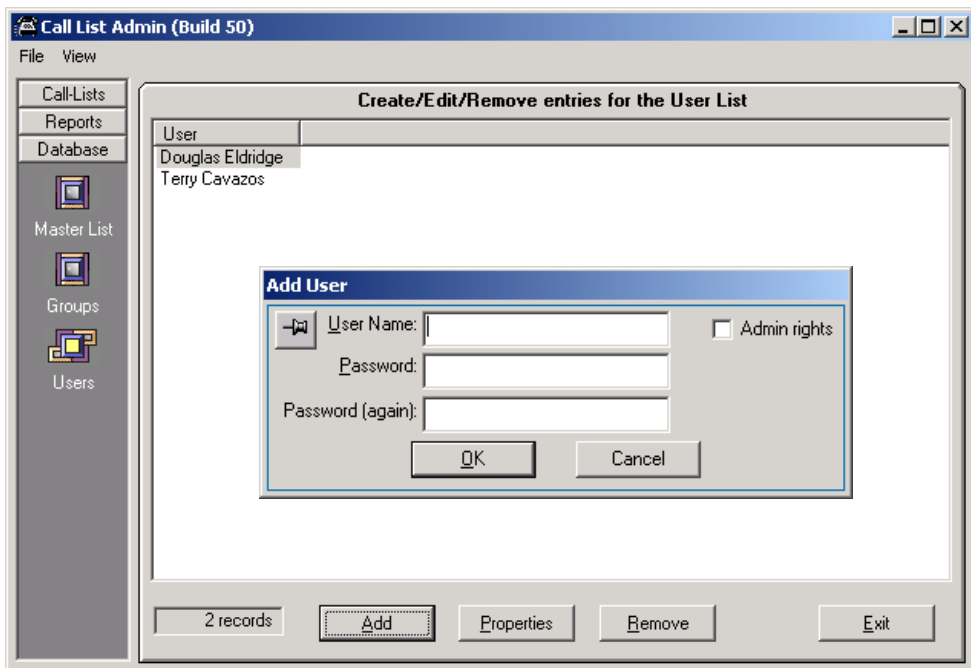 Call List Admin (Build 50)
File View
Call-Lists
Reports
Database
Master List
Groups
Users
Create/Edit/Remove entries for the User List
User
Douglas Eldridge
Terry Cavazos
Add User
User Name:
Admin rights
Password:
Password (again):
OK Cancel
2 records Add Properties Remove Exit